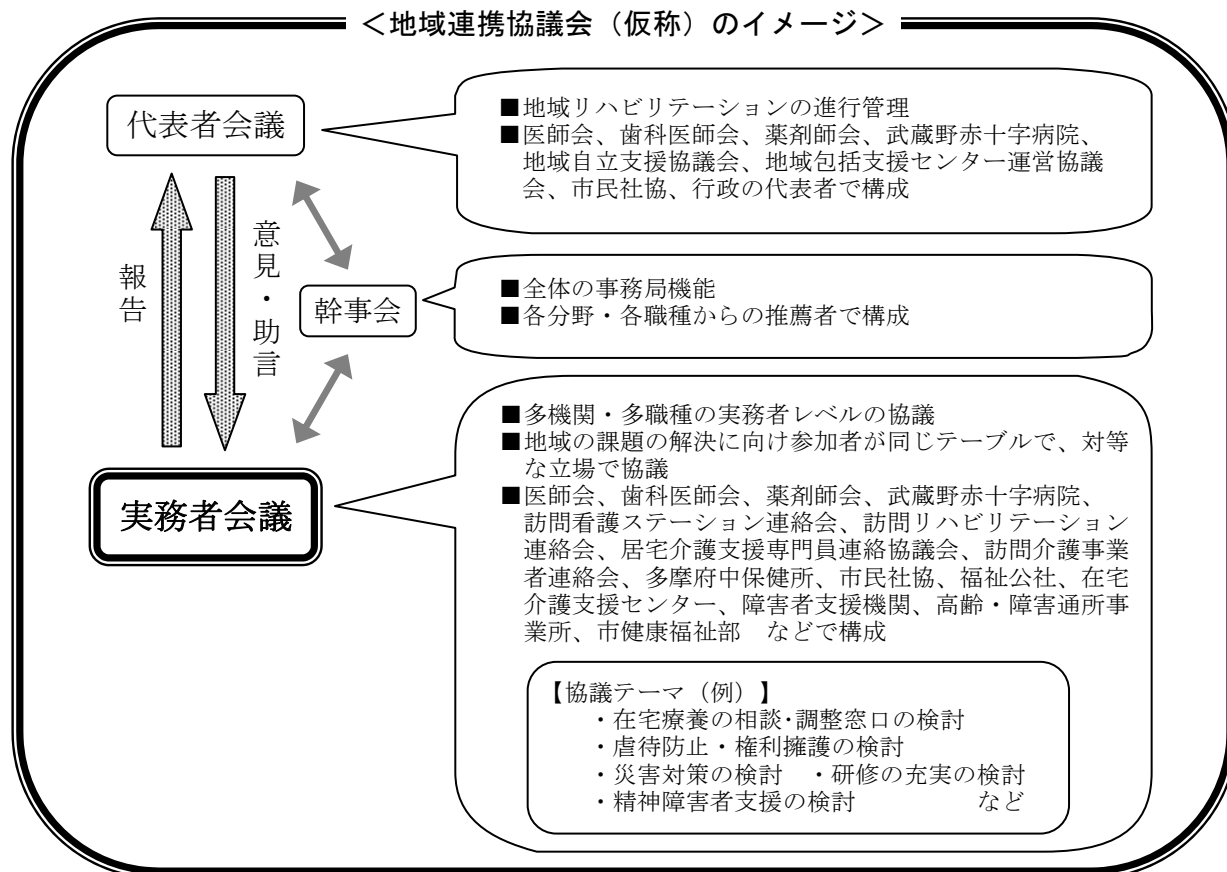 ＜地域連携協議会（仮称）のイメージ＞
代表者会議
■地域リハビリテーションの進行管理
■医師会、歯科医師会、薬剤師会、武蔵野赤十字病院、
地域自立支援協議会、地域包括支援センター運営協議
会、市民社協、行政の代表者で構成
報告
意見・助言
幹事会
■全体の事務局機能
■各分野・各職種からの推薦者で構成
実務者会議
■多機関・多職種の実務者レベルの協議
■地域の課題の解決に向け参加者が同じテーブルで、対等
な立場で協議
■医師会、歯科医師会、薬剤師会、武蔵野赤十字病院、
訪問看護ステーション連絡会、訪問リハビリテーション
連絡会、居宅介護支援専門員連絡協議会、訪問介護事業
者連絡会、多摩府中保健所、市民社協、福祉公社、在宅
介護支援センター、障害者支援機関、高齢・障害通所事
業所、市健康福祉部　などで構成
【協議テーマ（例）】
・在宅療養の相談・調整窓口の検討
・虐待防止・権利擁護の検討
・災害対策の検討　・研修の充実の検討
・精神障害者支援の検討　　　　　など